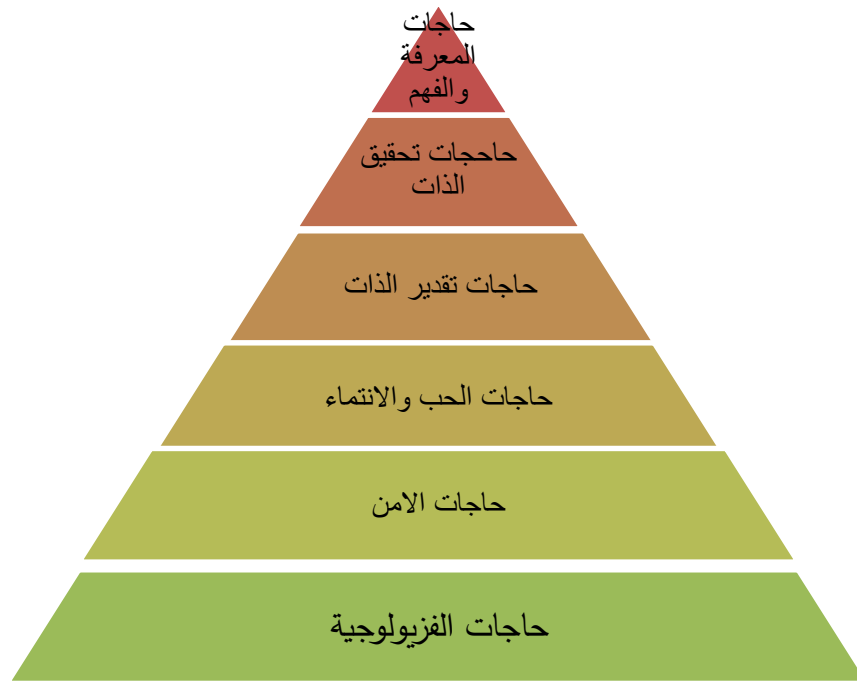 حاجات
المعرفة
والفهم
حاحجات تحقيق
الذات
حاجات تقدير الذات
حاجات الحب والانتماء
حاجات الامن
حاجات الفزيولوجية